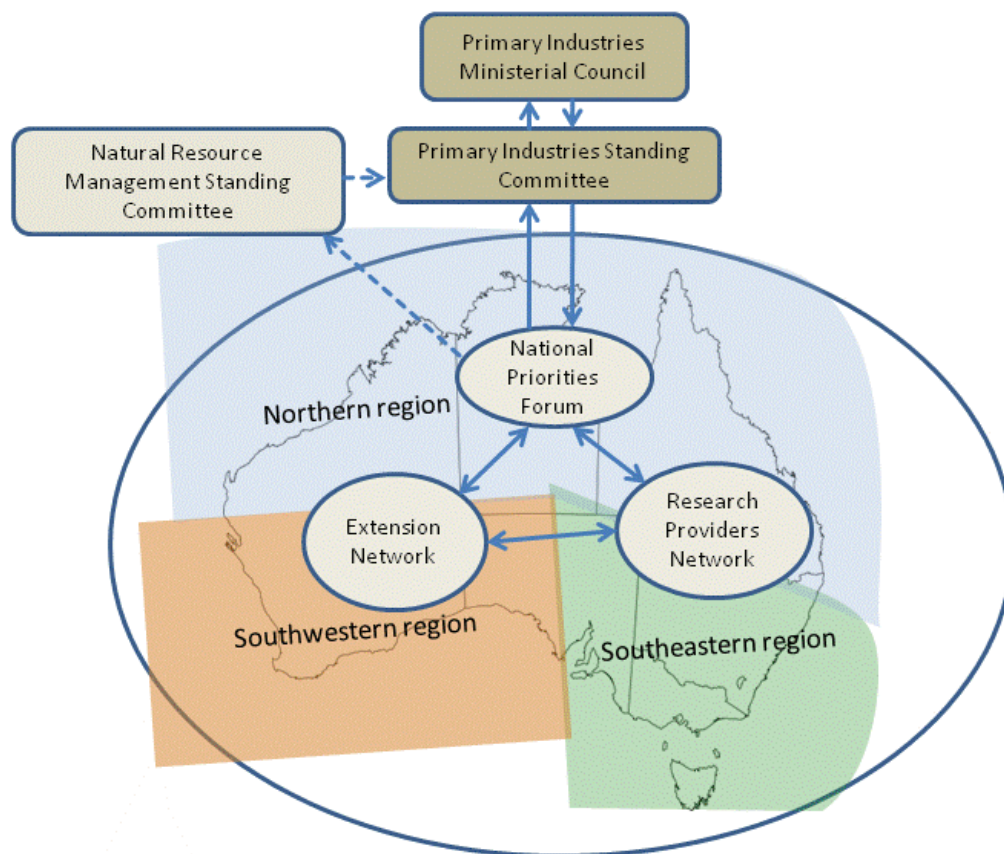 Primary Industries
Ministerial Council
Natural Resource
Management Standing
Committee
Primary Industries Standing
Committee
National
Priorities
Forum
Northern region
Extension
Network
Research
Providers
Network
Southwestern region
Southeastern region